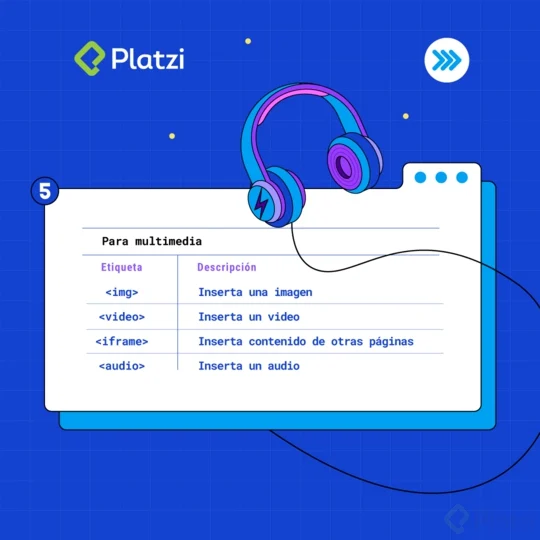 Platzi
5
Para multimedia
Etiqueta Descripción
<img> Inserta una imagen
<video> Inserta un video
<iframe> Inserta contenido de otras páginas
<audio> Inserta un audio